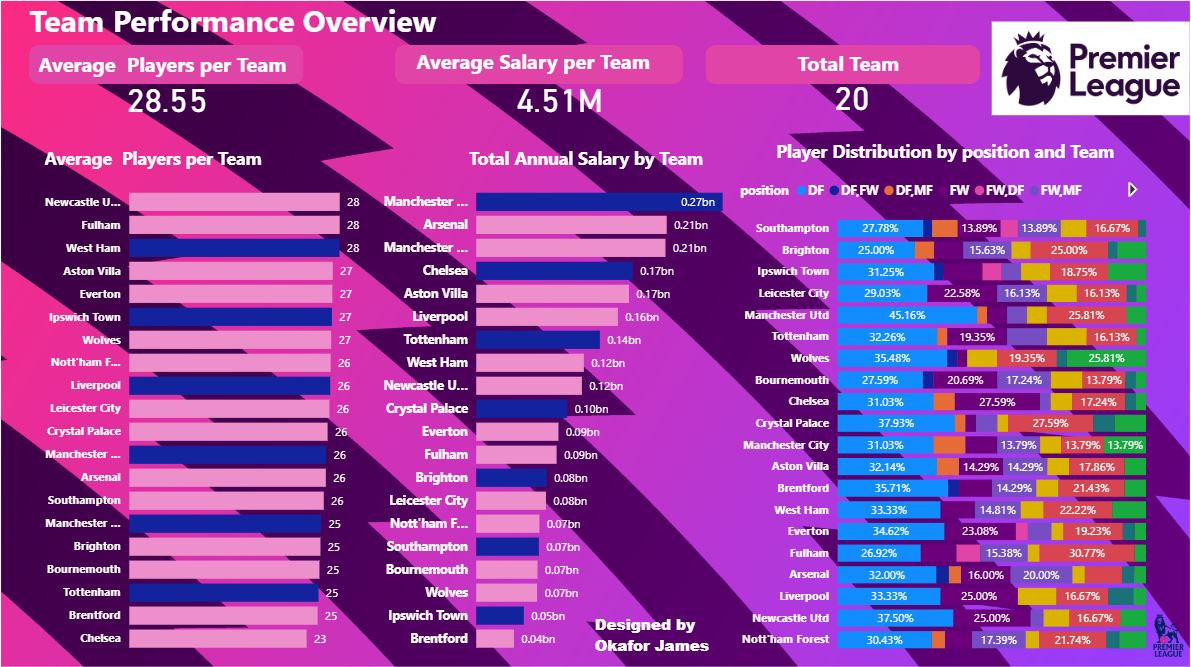 Team Performance Overview
Average Players per Team
28.55
Average Salary per Team
4.51M
Total Team
20
Premier
League
Average Players per Team
Newcastle U... 28
Fulham 28
West Ham 28
Aston Villa 27
Everton 27
Ipswich Town 27
Wolves 27
Nott'ham F... 26
Liverpool 26
Leicester City 26
Crystal Palace 26
Manchester ... 26
Arsenal 26
Southampton 26
Manchester ... 25
Brighton 25
Bournemouth 25
Tottenham 25
Brentford 25
Chelsea 23
Total Annual Salary by Team
Manchester ... 0.27bn
Arsenal 0.21bn
Manchester ... 0.21bn
Chelsea 0.17bn
Aston Villa 0.17bn
Liverpool 0.16bn
Tottenham 0.14bn
West Ham 0.12bn
Newcastle U... 0.12bn
Crystal Palace 0.10bn
Everton 0.09bn
Fulham 0.09bn
Brighton 0.08bn
Leicester City 0.08bn
Nott'ham F... 0.07bn
Southampton 0.07bn
Bournemouth 0.07bn
Wolves 0.07bn
Ipswich Town 0.05bn
Brentford 0.04bn
Designed by
Okafor James
Player Distribution by position and Team
position DF DF,FW DF,MF FW FW,DF FW,MF
Southampton 27.78% 13.89% 13.89% 16.67%
Brighton 25.00% 15.63% 25.00%
Ipswich Town 31.25% 18.75%
Leicester City 29.03% 22.58% 16.13% 16.13%
Manchester Utd 45.16% 25.81%
Tottenham 32.26% 19.35% 16.13%
Wolves 35.48% 19.35% 25.81%
Bournemouth 27.59% 20.69% 17.24% 13.79%
Chelsea 31.03% 27.59% 17.24%
Crystal Palace 37.93% 27.59%
Manchester City 31.03% 13.79% 13.79% 13.79%
Aston Villa 32.14% 14.29% 14.29% 17.86%
Brentford 35.71% 14.29% 21.43%
West Ham 33.33% 14.81% 22.22%
Everton 34.62% 23.08% 19.23%
Fulham 26.92% 15.38% 30.77%
Arsenal 32.00% 16.00% 20.00%
Liverpool 33.33% 25.00% 16.67%
Newcastle Utd 37.50% 25.00% 16.67%
Nott'ham Forest 30.43% 17.39% 21.74%
PREMIER
LEAGUE